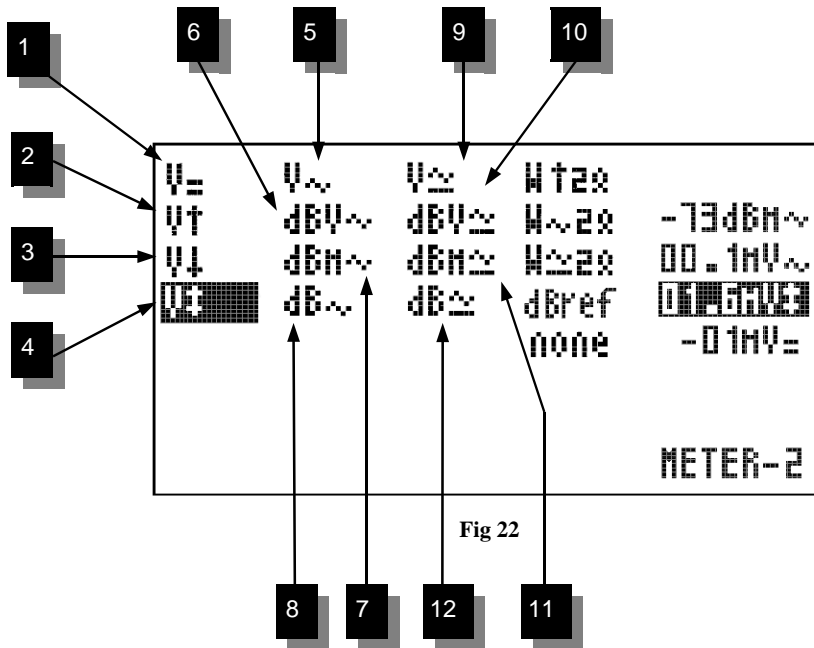 6 5 9 10
1
2
3
4
V⎓ V∿ V≃ W↑2Ω
V↑ dBV∿ dBV≃ W∿2Ω -73dBm∿
V↓ dBm∿ dBm≃ W≃2Ω 00.1mV∿
V↕ dB∿ dB≃ dBref 01.6mV↕
none -01mV⎓
METER-2
Fig 22
8 7 12 11